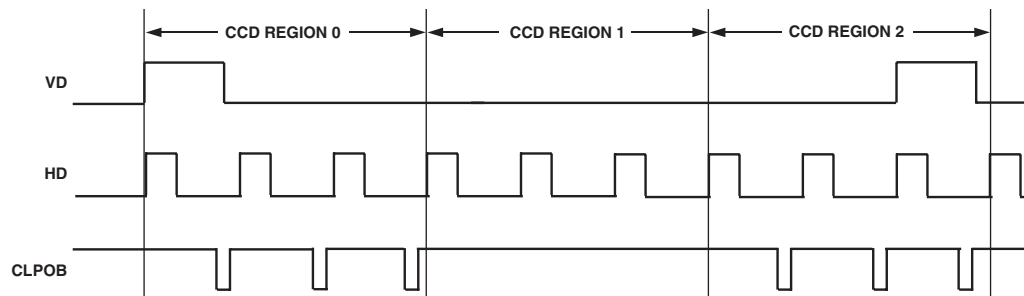 CCD REGION 0 CCD REGION 1 CCD REGION 2
VD
HD
CLPOB